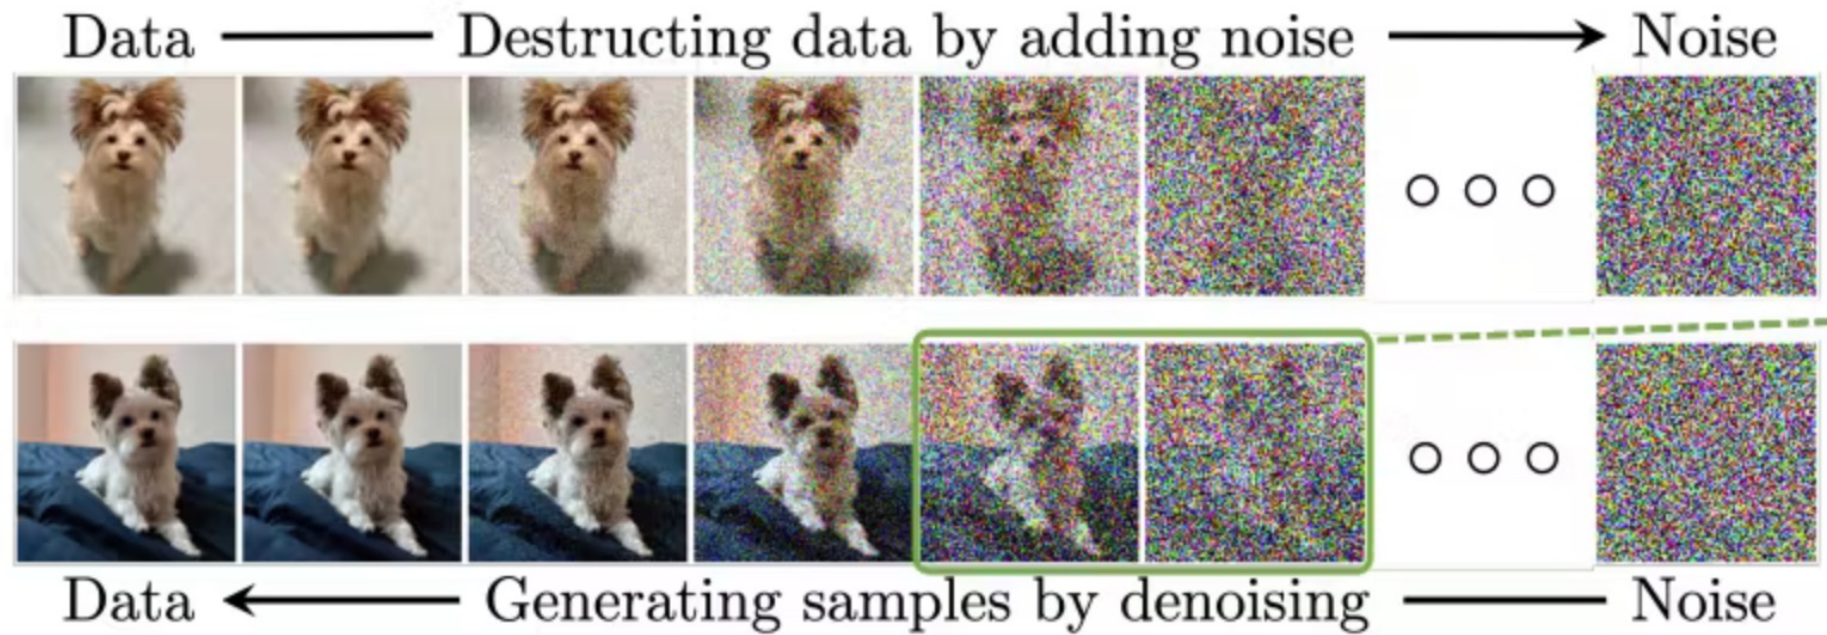 Data Destructing data by adding noise Noise
Data Generating samples by denoising Noise